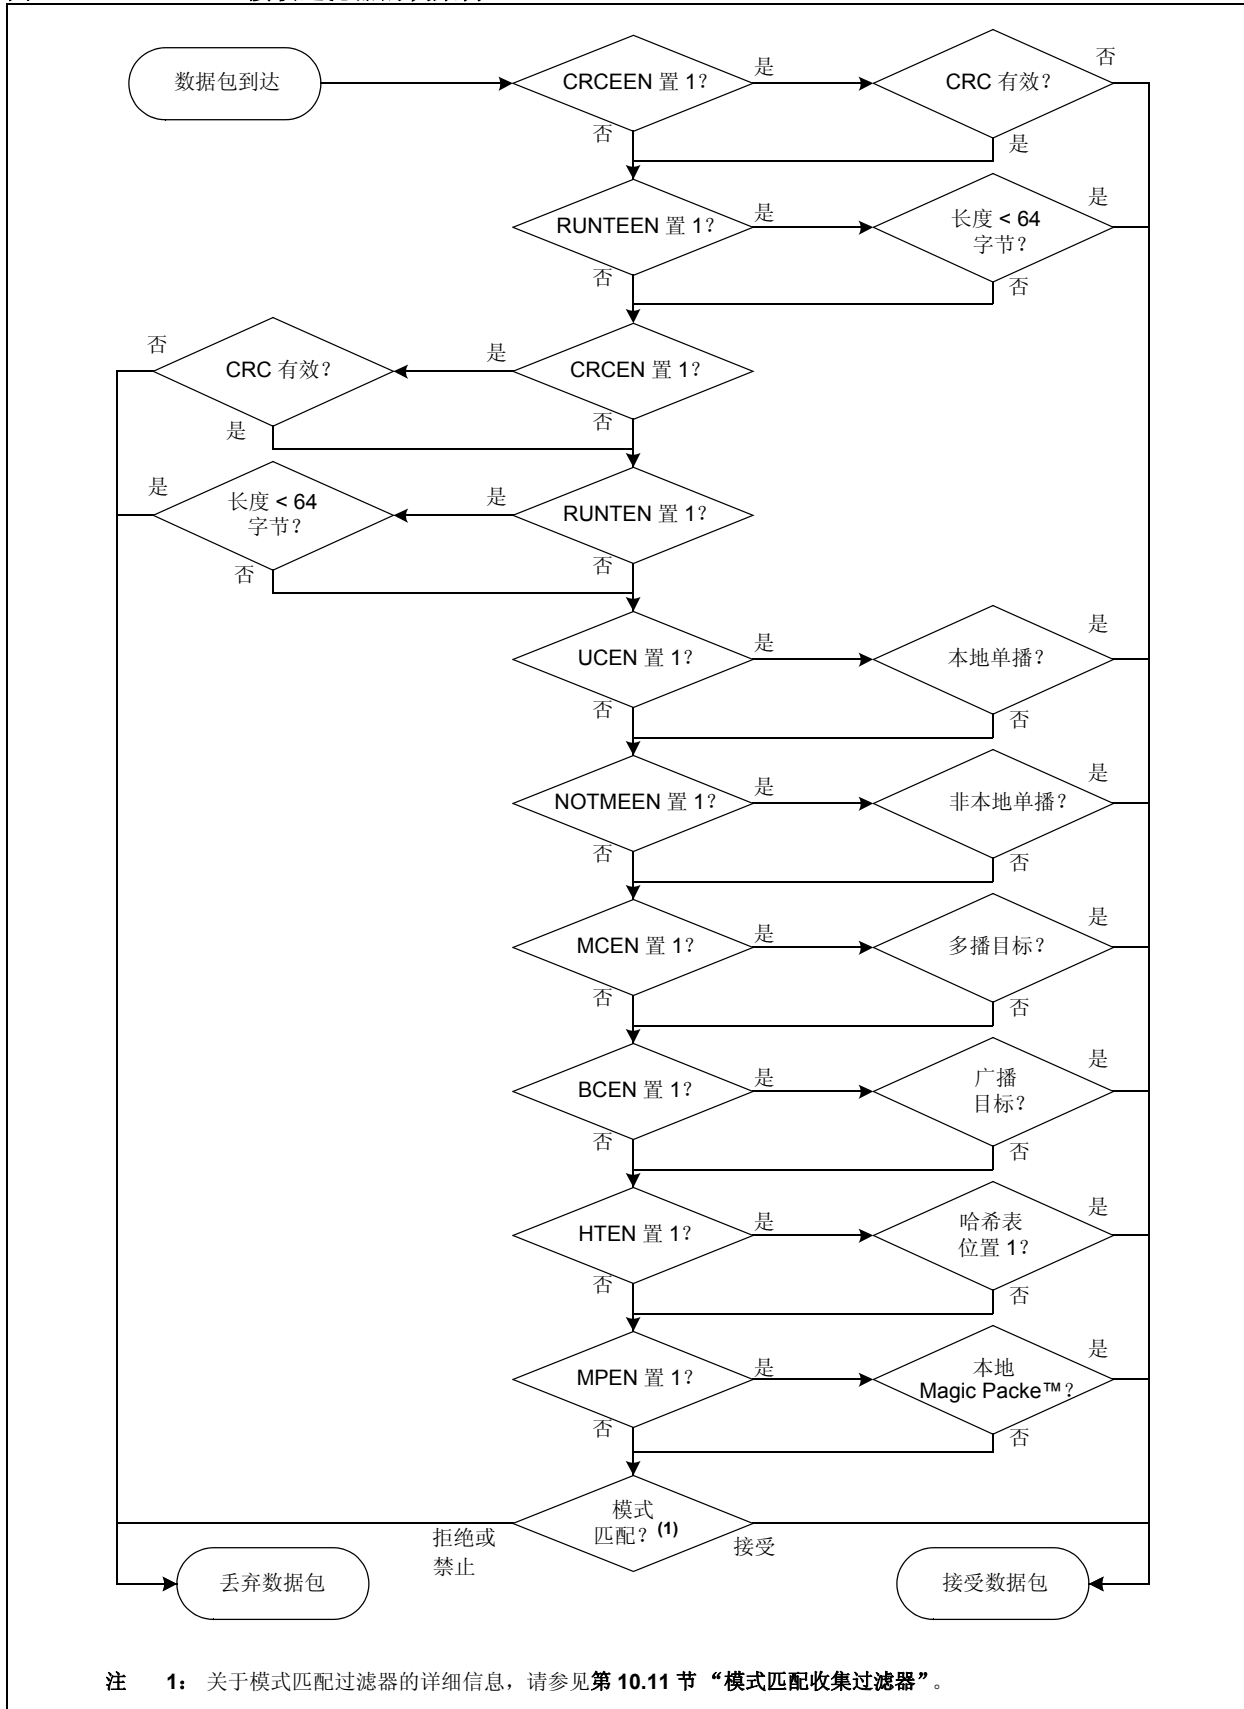 数据包到达
CRCEEN 置 1?
是
CRC 有效?
否
否
是
RUNTEEN 置 1?
是
长度 < 64
字节?
是
否
否
否
CRC 有效?
是
CRCEN 置 1?
是
否
是
长度 < 64
字节?
是
RUNTEN 置 1?
否
否
UCEN 置 1?
是
本地单播?
是
否
否
NOTMEEN 置 1?
是
非本地单播?
是
否
否
MCEN 置 1?
是
多播目标?
是
否
否
BCEN 置 1?
是
广播
目标?
是
否
否
HTEN 置 1?
是
哈希表
位置 1?
是
否
否
MPEN 置 1?
是
本地
Magic Packe™?
是
否
否
模式
匹配? (1)
拒绝或
禁止
接受
丢弃数据包
接受数据包
注 1: 关于模式匹配过滤器的详细信息，请参见第 10.11 节 “模式匹配收集过滤器”。